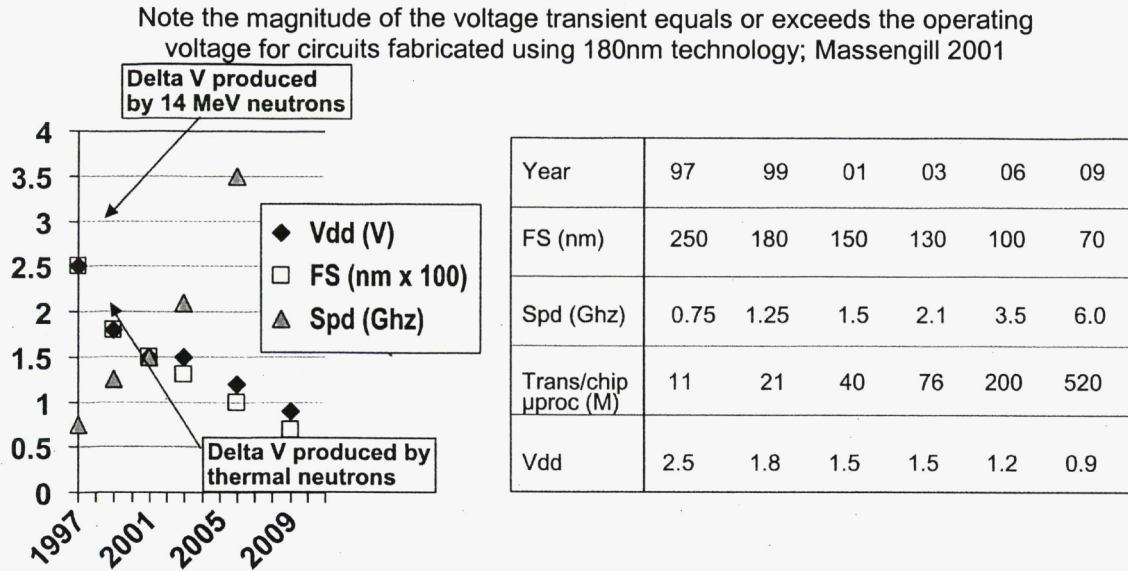 Note the magnitude of the voltage transient equals or exceeds the operating
voltage for circuits fabricated using 180nm technology; Massengill 2001
Delta V produced
by 14 MeV neutrons
4
3.5
3
2.5
2
1.5
1
0.5
0
1997
2001
2005
2009
Vdd (V)
FS (nm x 100)
Spd (Ghz)
Delta V produced by
thermal neutrons
Year 97 99 01 03 06 09
FS (nm) 250 180 150 130 100 70
Spd (Ghz) 0.75 1.25 1.5 2.1 3.5 6.0
Trans/chip 11 21 40 76 200 520
μproc (M)
Vdd 2.5 1.8 1.5 1.5 1.2 0.9